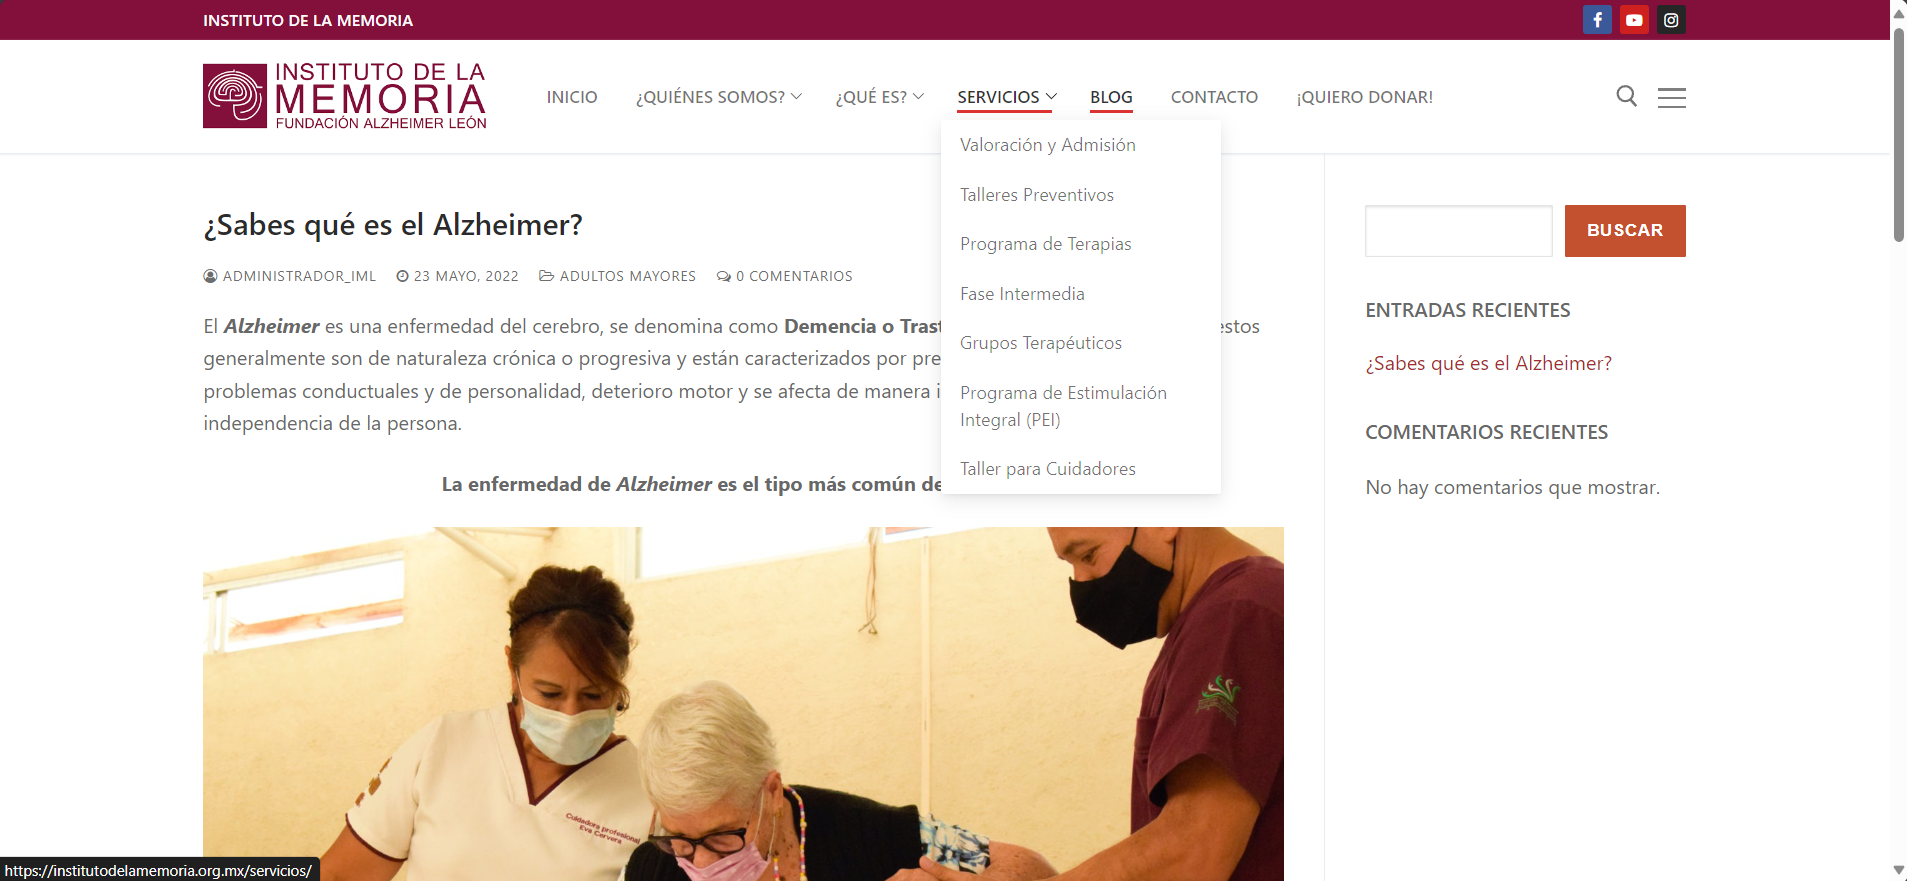 INSTITUTO DE LA MEMORIA
INSTITUTO DE LA
MEMORIA
FUNDACIÓN ALZHEIMER LEÓN
INICIO
¿QUIÉNES SOMOS?
¿QUÉ ES?
SERVICIOS
BLOG
CONTACTO
¡QUIERO DONAR!
Valoración y Admisión
Talleres Preventivos
Programa de Terapias
Fase Intermedia
Grupos Terapéuticos
Programa de Estimulación
Integral (PEI)
Taller para Cuidadores
¿Sabes qué es el Alzheimer?
ADMINISTRADOR_IML 23 MAYO, 2022 ADULTOS MAYORES 0 COMENTARIOS
El Alzheimer es una enfermedad del cerebro, se denomina como Demencia o Trast estos
generalmente son de naturaleza crónica o progresiva y están caracterizados por pre
problemas conductuales y de personalidad, deterioro motor y se afecta de manera i
independencia de la persona.
La enfermedad de Alzheimer es el tipo más común de
Cuidadora profesional
Eva Cervera
BUSCAR
ENTRADAS RECIENTES
¿Sabes qué es el Alzheimer?
COMENTARIOS RECIENTES
No hay comentarios que mostrar.
https://institutodelamemoria.org.mx/servicios/